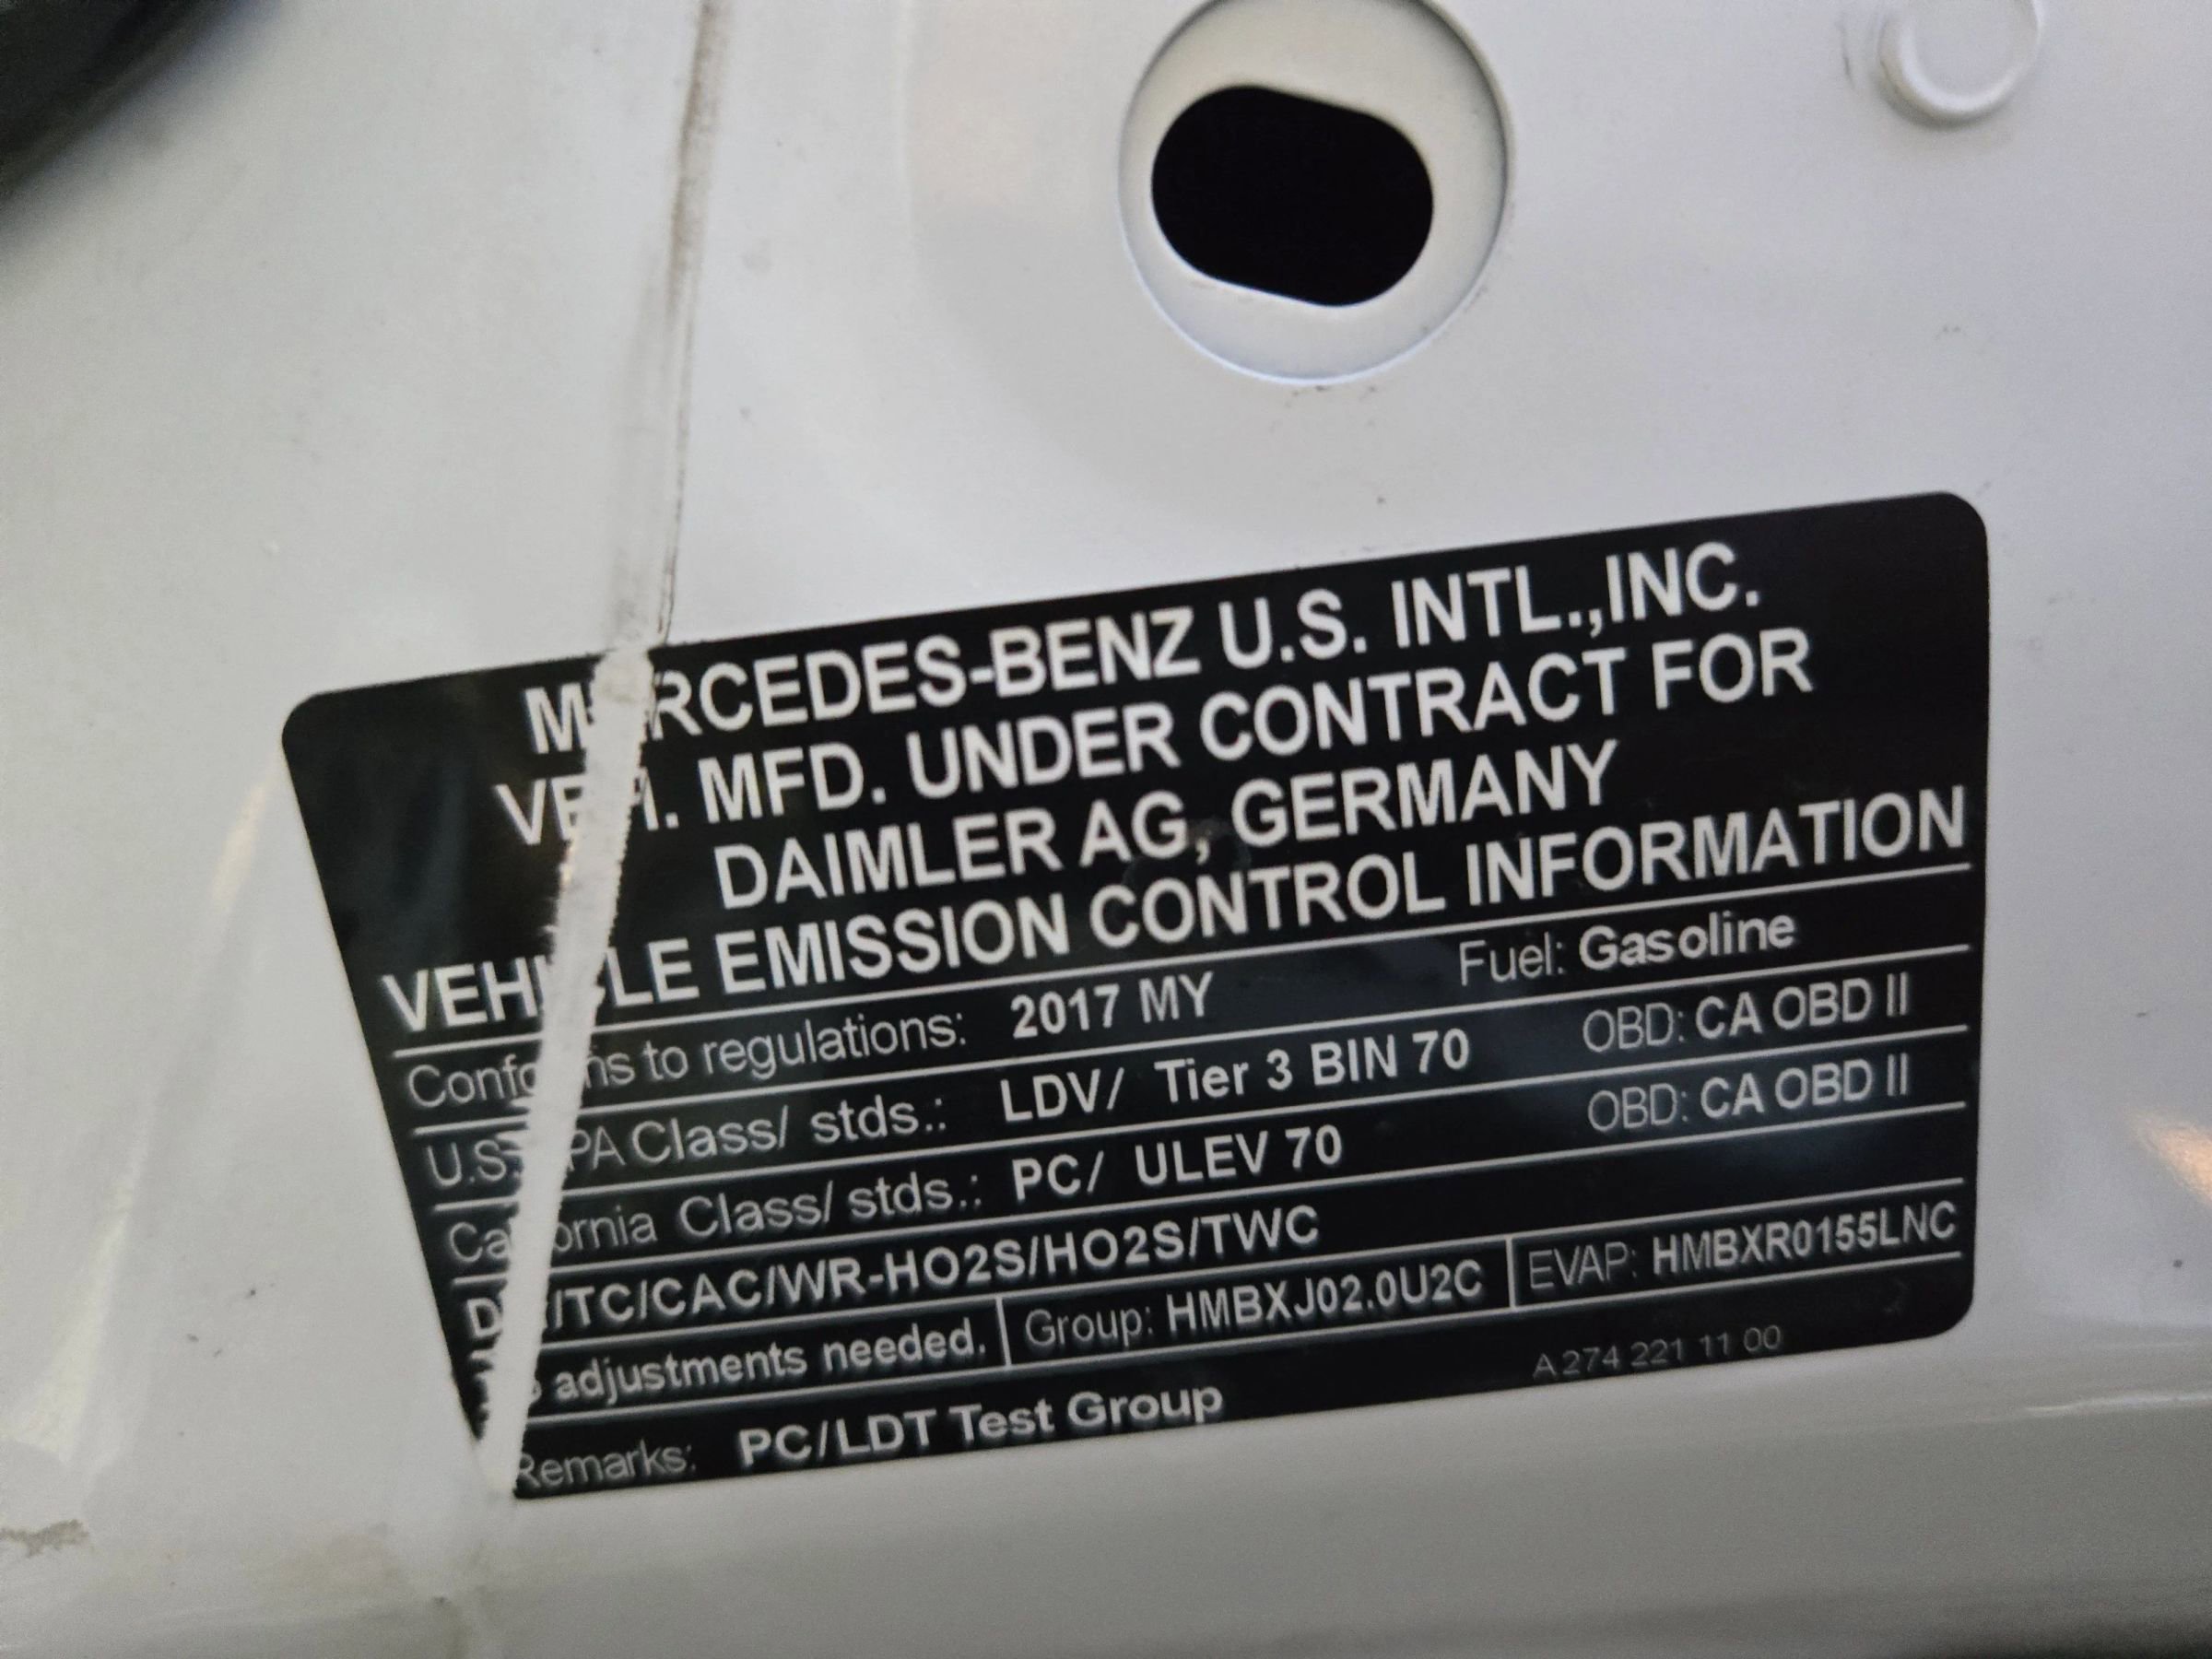 MERCEDES-BENZ U.S. INTL.,INC.
VEH. MFD. UNDER CONTRACT FOR
DAIMLER AG, GERMANY
VEHICLE EMISSION CONTROL INFORMATION
Conforms to regulations: 2017 MY Fuel: Gasoline
U.S. EPA Class/ stds.: LDV/ Tier 3 BIN 70 OBD: CA OBD II
California Class/ stds.: PC/ ULEV 70 OBD: CA OBD II
/TC/CAC/WR-HO2S/HO2S/TWC
adjustments needed. Group: HMBXJ02.0U2C EVAP: HMBXR0155LNC
Remarks: PC/LDT Test Group A 274 221 11 00